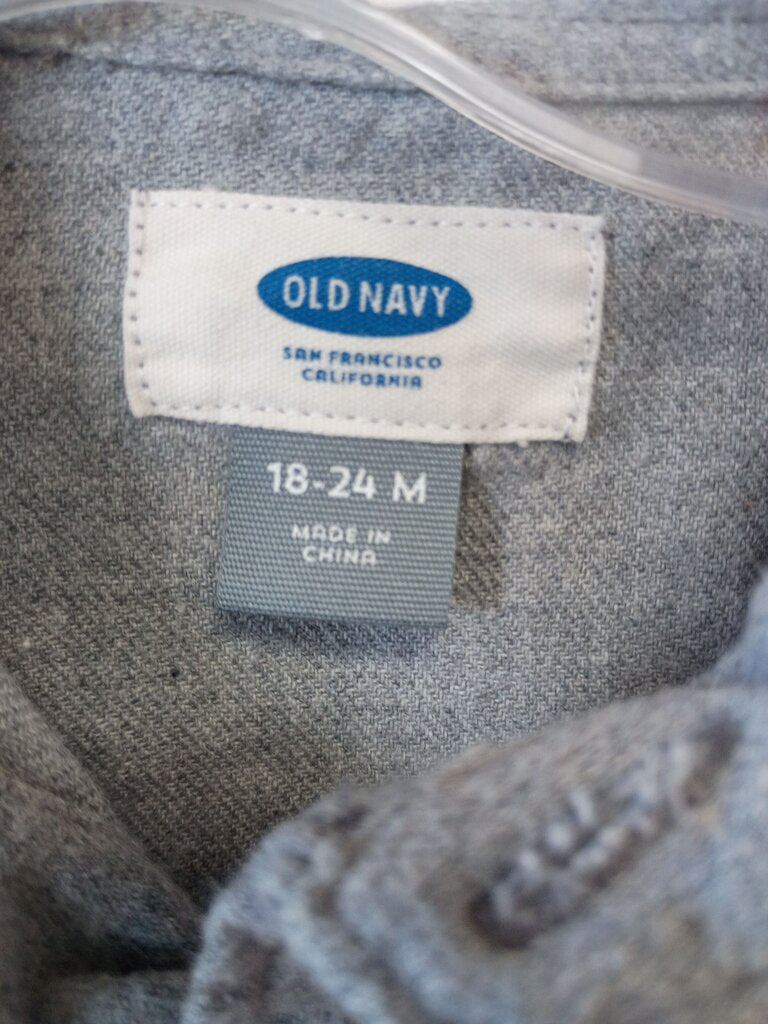 OLD NAVY
SAN FRANCISCO
CALIFORNIA
18-24 M
MADE IN
CHINA